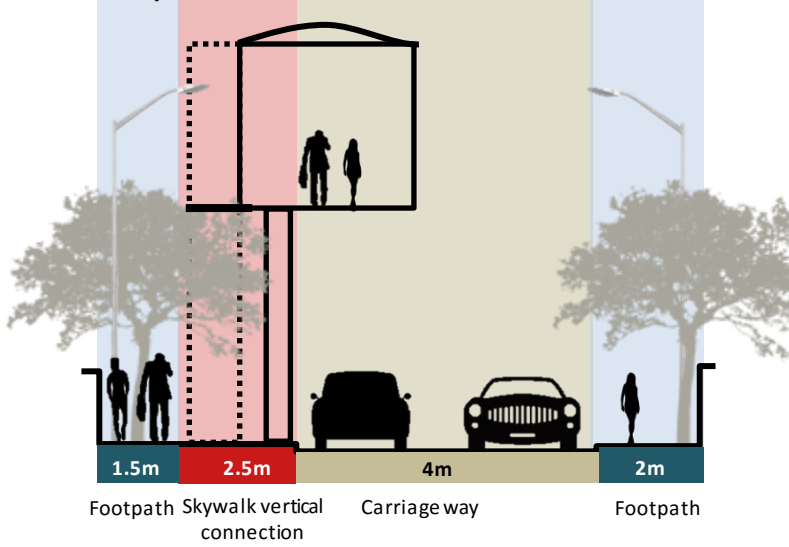 1.5m 2.5m 4m 2m
Footpath Skywalk vertical connection Carriage way Footpath